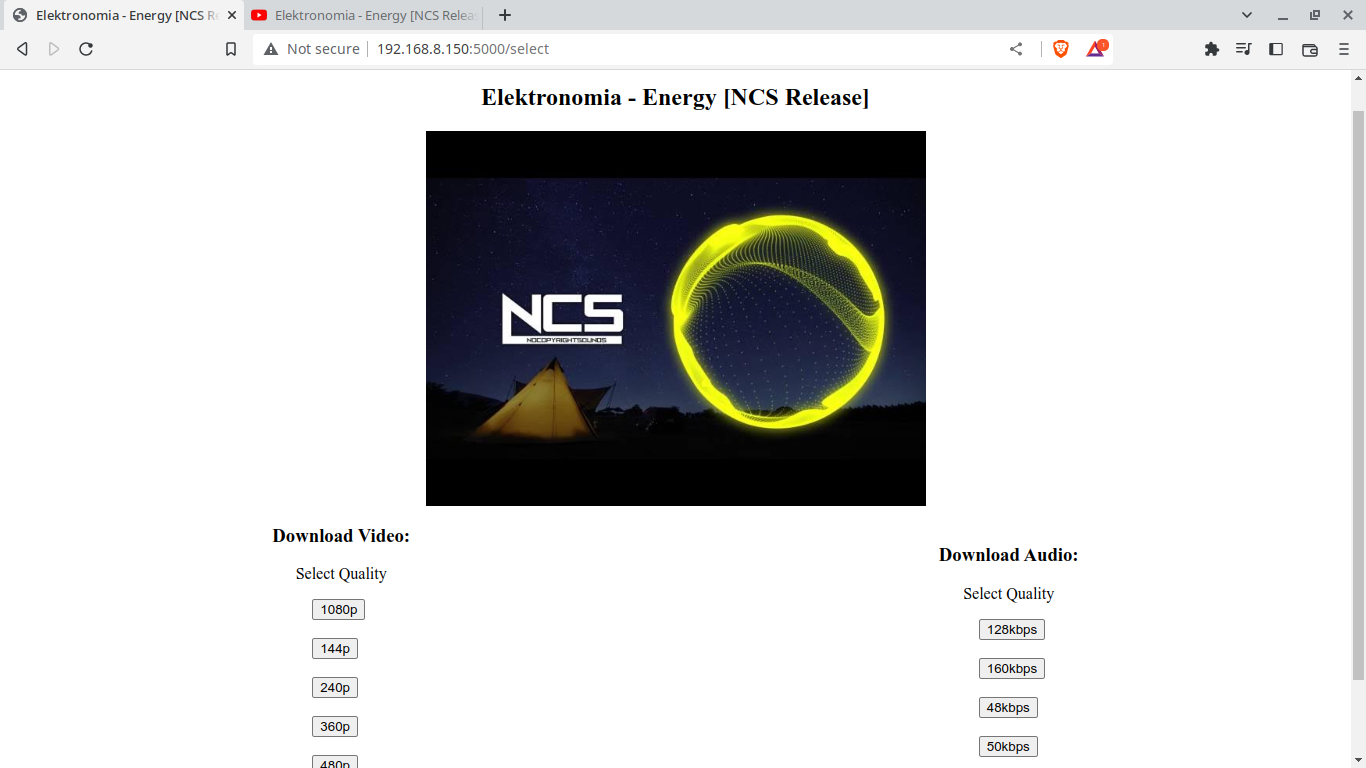 Elektronomia - Energy [NCS Re
Elektronomia - Energy [NCS Relea
Not secure
192.168.8.150:5000/select
1
Elektronomia - Energy [NCS Release]
NCS
NOCOPYRIGHTSOUNDS
Download Video:
Select Quality
1080p
144p
240p
360p
480p
Download Audio:
Select Quality
128kbps
160kbps
48kbps
50kbps